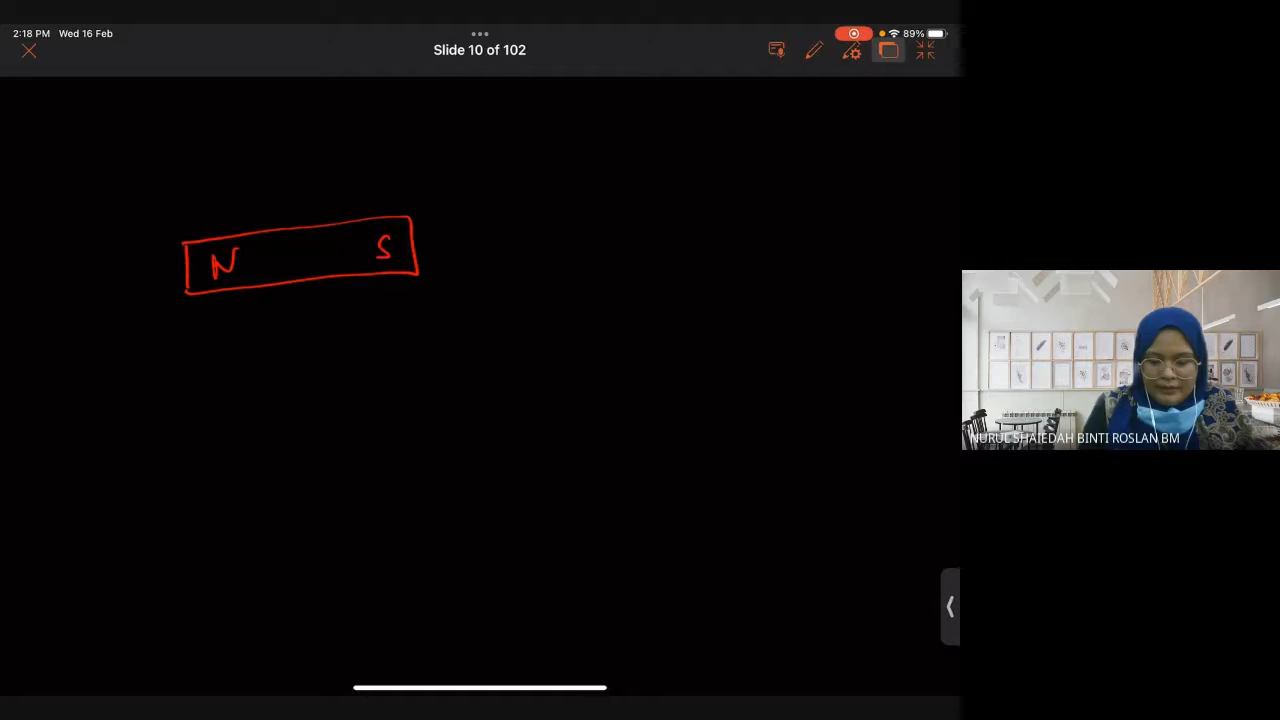 2:18 PM Wed 16 Feb 89%
Slide 10 of 102
N S
NURUL SHAIEDAH BINTI ROSLAN BM